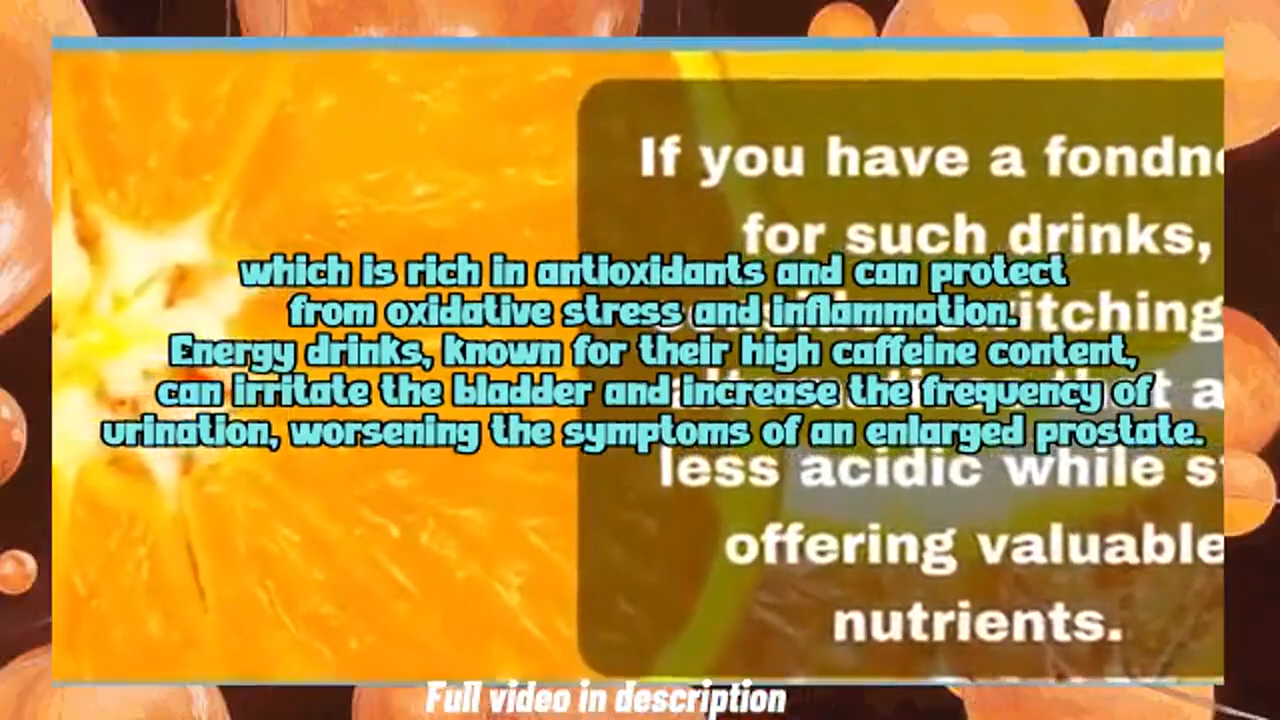 If you have a
for such drinks,
which is rich in antioxidants and can protect
from oxidative stress and inflammation.
Energy drinks, known for their high caffeine content,
can irritate the bladder and increase the frequency of
urination, worsening the symptoms of an enlarged prostate.
less acidic while
offering valuable
nutrients.
Full video in description